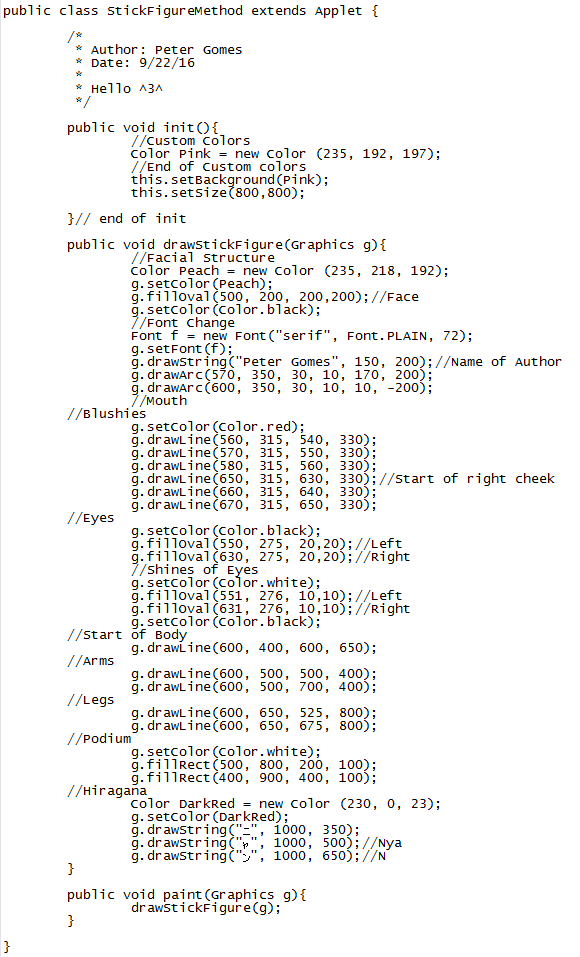 public class StickFigureMethod extends Applet {
/*
* Author: Peter Gomes
* Date: 9/22/16
*
* Hello ^3^
*/
public void init(){
//Custom Colors
Color Pink = new Color (235, 192, 197);
//End of Custom colors
this.setBackground(Pink);
this.setSize(800,800);
}// end of init
public void drawStickFigure(Graphics g){
//Facial Structure
Color Peach = new Color (235, 218, 192);
g.setColor(Peach);
g.fillOval(500, 200, 200,200);//Face
g.setColor(Color.black);
//Font Change
Font f = new Font("serif", Font.PLAIN, 72);
g.setFont(f);
g.drawString("Peter Gomes", 150, 200);//Name of Author
g.drawArc(570, 350, 30, 10, 170, 200);
g.drawArc(600, 350, 30, 10, 10, -200);
//Mouth
//Blushies
g.setColor(Color.red);
g.drawLine(560, 315, 540, 330);
g.drawLine(570, 315, 550, 330);
g.drawLine(580, 315, 560, 330);
g.drawLine(650, 315, 630, 330);//Start of right cheek
g.drawLine(660, 315, 640, 330);
g.drawLine(670, 315, 650, 330);
//Eyes
g.setColor(Color.black);
g.fillOval(550, 275, 20,20);//Left
g.fillOval(630, 275, 20,20);//Right
//Shines of Eyes
g.setColor(Color.white);
g.fillOval(551, 276, 10,10);//Left
g.fillOval(631, 276, 10,10);//Right
g.setColor(Color.black);
//Start of Body
g.drawLine(600, 400, 600, 650);
//Arms
g.drawLine(600, 500, 500, 400);
g.drawLine(600, 500, 700, 400);
//Legs
g.drawLine(600, 650, 525, 800);
g.drawLine(600, 650, 675, 800);
//Podium
g.setColor(Color.white);
g.fillRect(500, 800, 200, 100);
g.fillRect(400, 900, 400, 100);
//Hiragana
Color DarkRed = new Color (230, 0, 23);
g.setColor(DarkRed);
g.drawString("ニ", 1000, 350);
g.drawString("", 1000, 500);//Nya
g.drawString("ン", 1000, 650);//N
}
public void paint(Graphics g){
drawStickFigure(g);
}
}